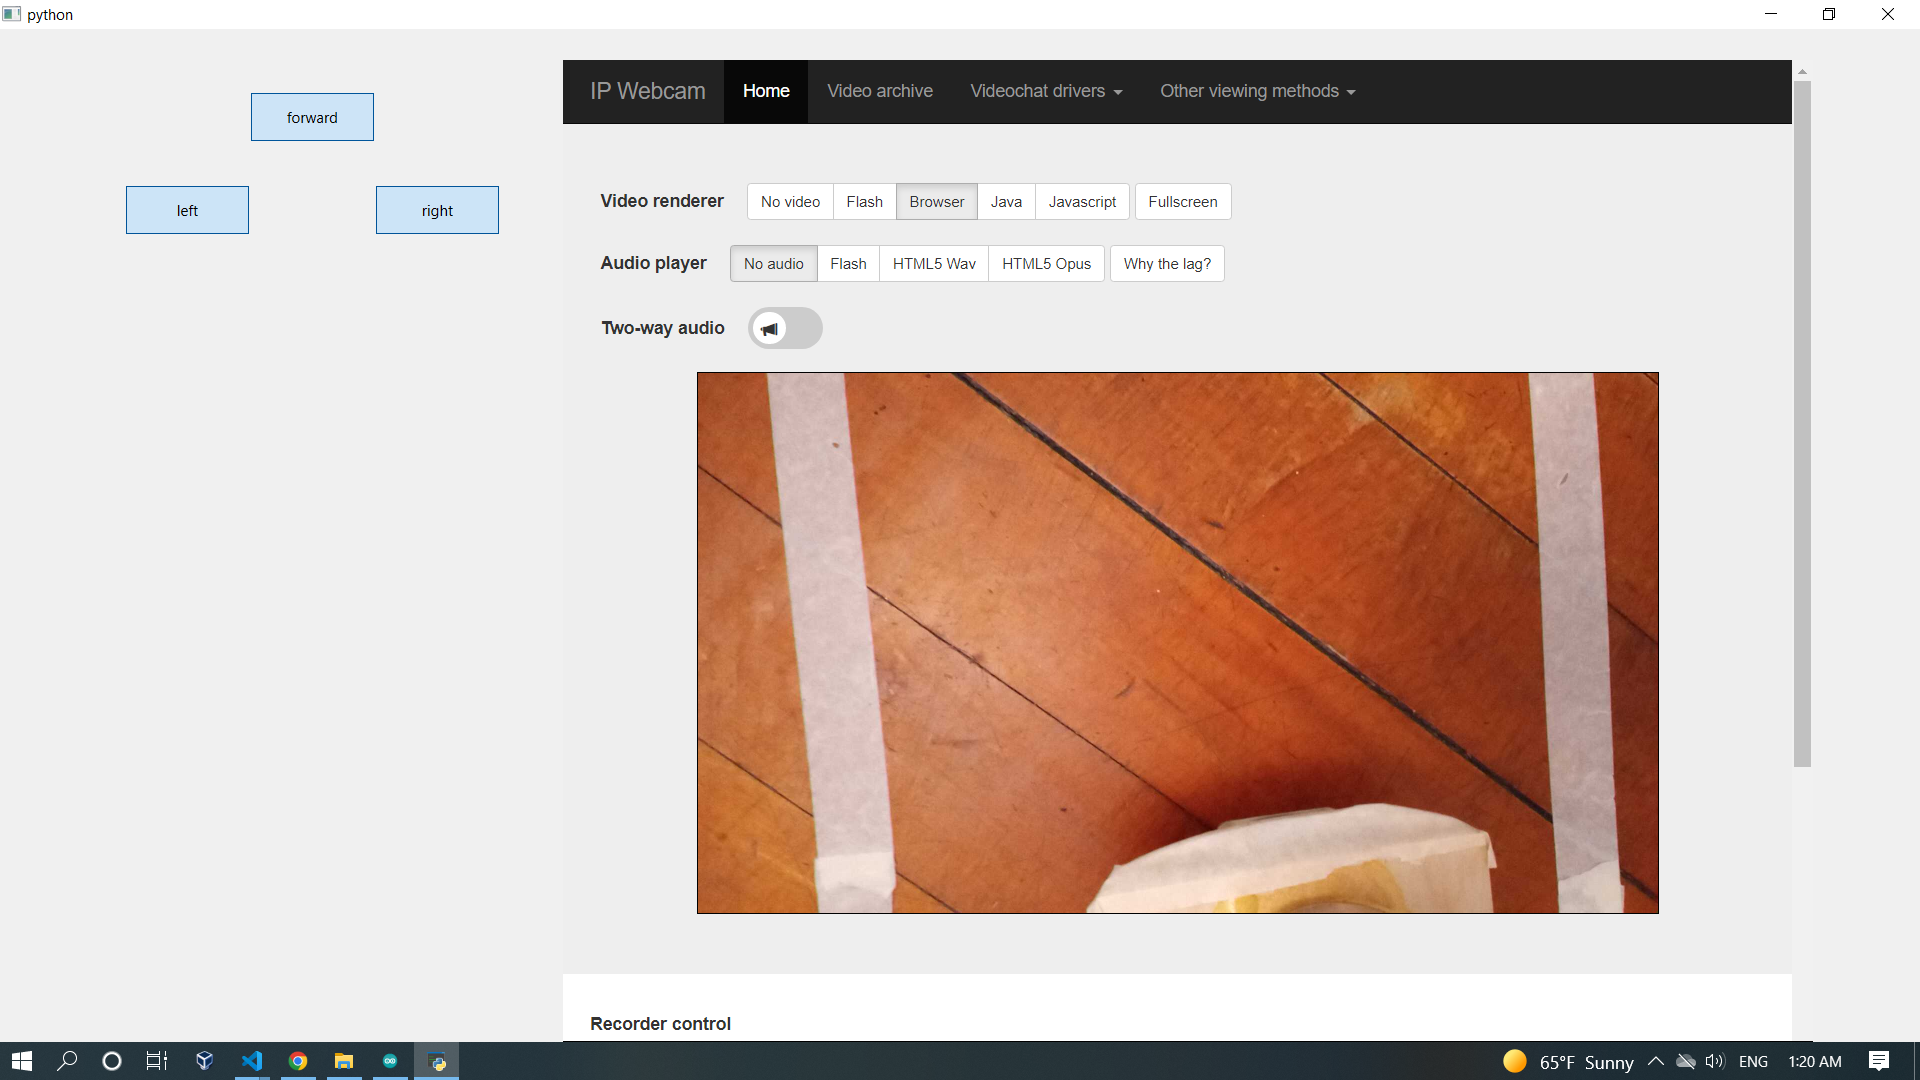 python
forward
left right
IP Webcam Home Video archive Videochat drivers Other viewing methods
Video renderer No video Flash Browser Java Javascript Fullscreen
Audio player No audio Flash HTML5 Wav HTML5 Opus Why the lag?
Two-way audio
Recorder control
65°F Sunny ENG 1:20 AM